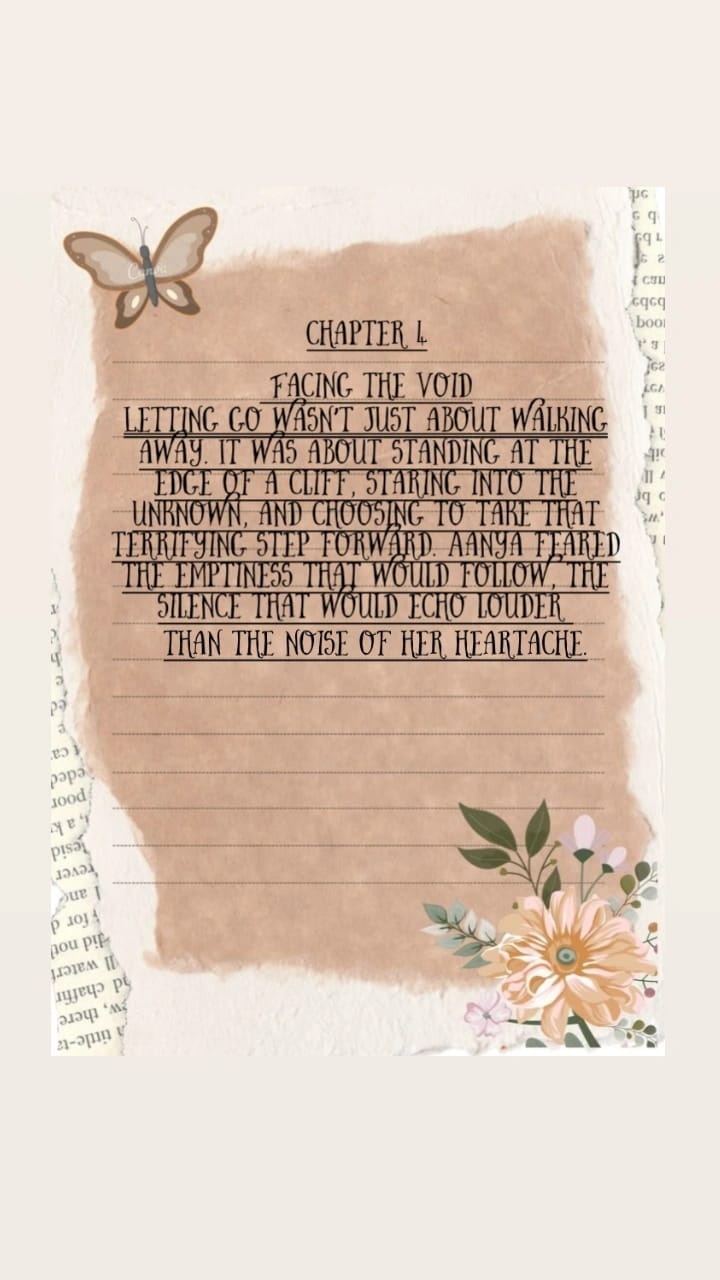 Canva
CHAPTER 4
FACING THE VOID
LETTING GO WASN'T JUST ABOUT WALKING
AWAY. IT WAS ABOUT STANDING AT THE
EDGE OF A CLIFF, STARING INTO THE
UNKNOWN, AND CHOOSING TO TAKE THAT
TERRIFYING STEP FORWARD. AANYA FEARED
THE EMPTINESS THAT WOULD FOLLOW, THE
SILENCE THAT WOULD ECHO LOUDER
THAN THE NOISE OF HER HEARTACHE.